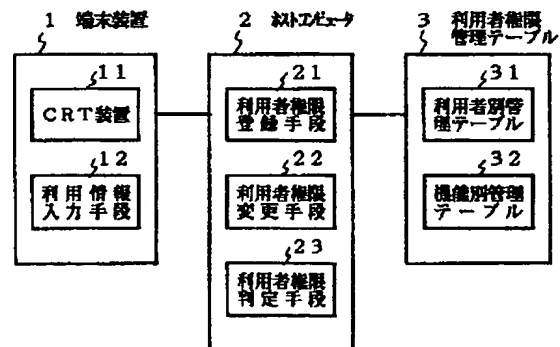 1 端末装置
11
CRT装置
12
利用情報
入力手段
2 ホストコンピュータ
21
利用者権限
登録手段
22
利用者権限
変更手段
23
利用者権限
判定手段
3 利用者権限
管理テーブル
31
利用者別管
理テーブル
32
機能別管理
テーブル